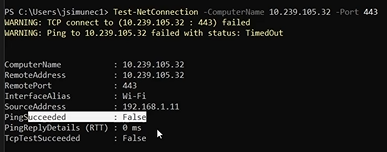 PS C:\Users\jsimunec1> Test-NetConnection -ComputerName 10.239.105.32 -Port 443
WARNING: TCP connect to (10.239.105.32 : 443) failed
WARNING: Ping to 10.239.105.32 failed with status: TimedOut
ComputerName : 10.239.105.32
RemoteAddress : 10.239.105.32
RemotePort : 443
InterfaceAlias : Wi-Fi
SourceAddress : 192.168.1.11
PingSucceeded : False
PingReplyDetails (RTT) : 0 ms
TcpTestSucceeded : False